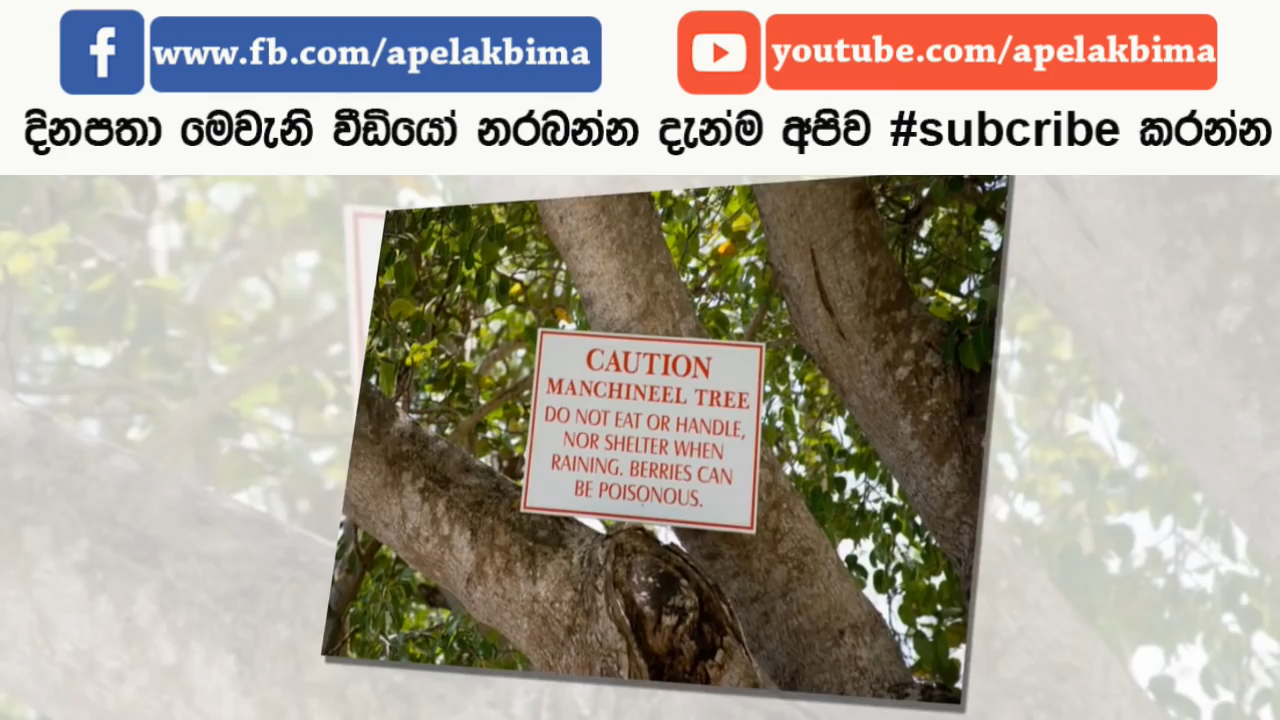 www.fb.com/apelakbima
youtube.com/apelakbima
දිනපතා මෙවැනි වීඩියෝ නරඹන්න දැන්ම අපිව #subcribe කරන්න
CAUTION
MANCHINEEL TREE
DO NOT EAT OR HANDLE,
NOR SHELTER WHEN
RAINING. BERRIES CAN
BE POISONOUS.